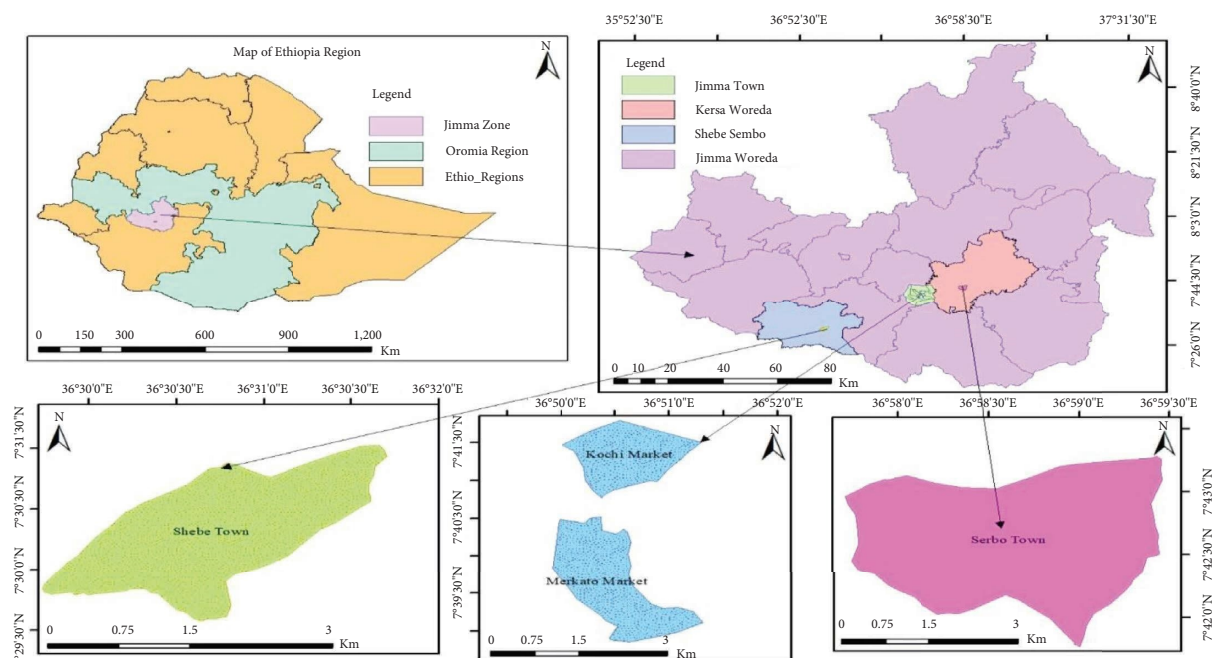 Map of Ethiopia Region
N
Legend
Jimma Zone
Oromia Region
Ethio_Regions
0 150 300 600 900 1,200
Km
35°52'30"E 36°52'30"E 36°58'30"E 37°31'30"E
Legend
Jimma Town
Kersa Woreda
Shebe Sembo
Jimma Woreda
N
8°40'0"N
8°21'30"N
8°3'0"N
7°44'30"N
7°26'0"N
0 10 20 40 60 80
Km
36°30'0"E 36°30'0"E 36°31'0"E 36°30'0"E 36°32'0"E
N
7°31'30"N
7°30'30"N
7°30'0"N
7°29'30"N
Shebe Town
0 0.75 1.5 3
Km
36°50'0"E 36°51'0"E 36°52'0"E
N
7°41'30"N
7°40'30"N
7°39'30"N
Kochi Market
Merkato Market
0 0.75 1.5 3
Km
36°58'0"E 36°58'30"E 36°59'0"E 36°59'30"E
N
7°43'0"N
7°42'30"N
7°42'0"N
Serbo Town
0 0.75 1.5 3
Km